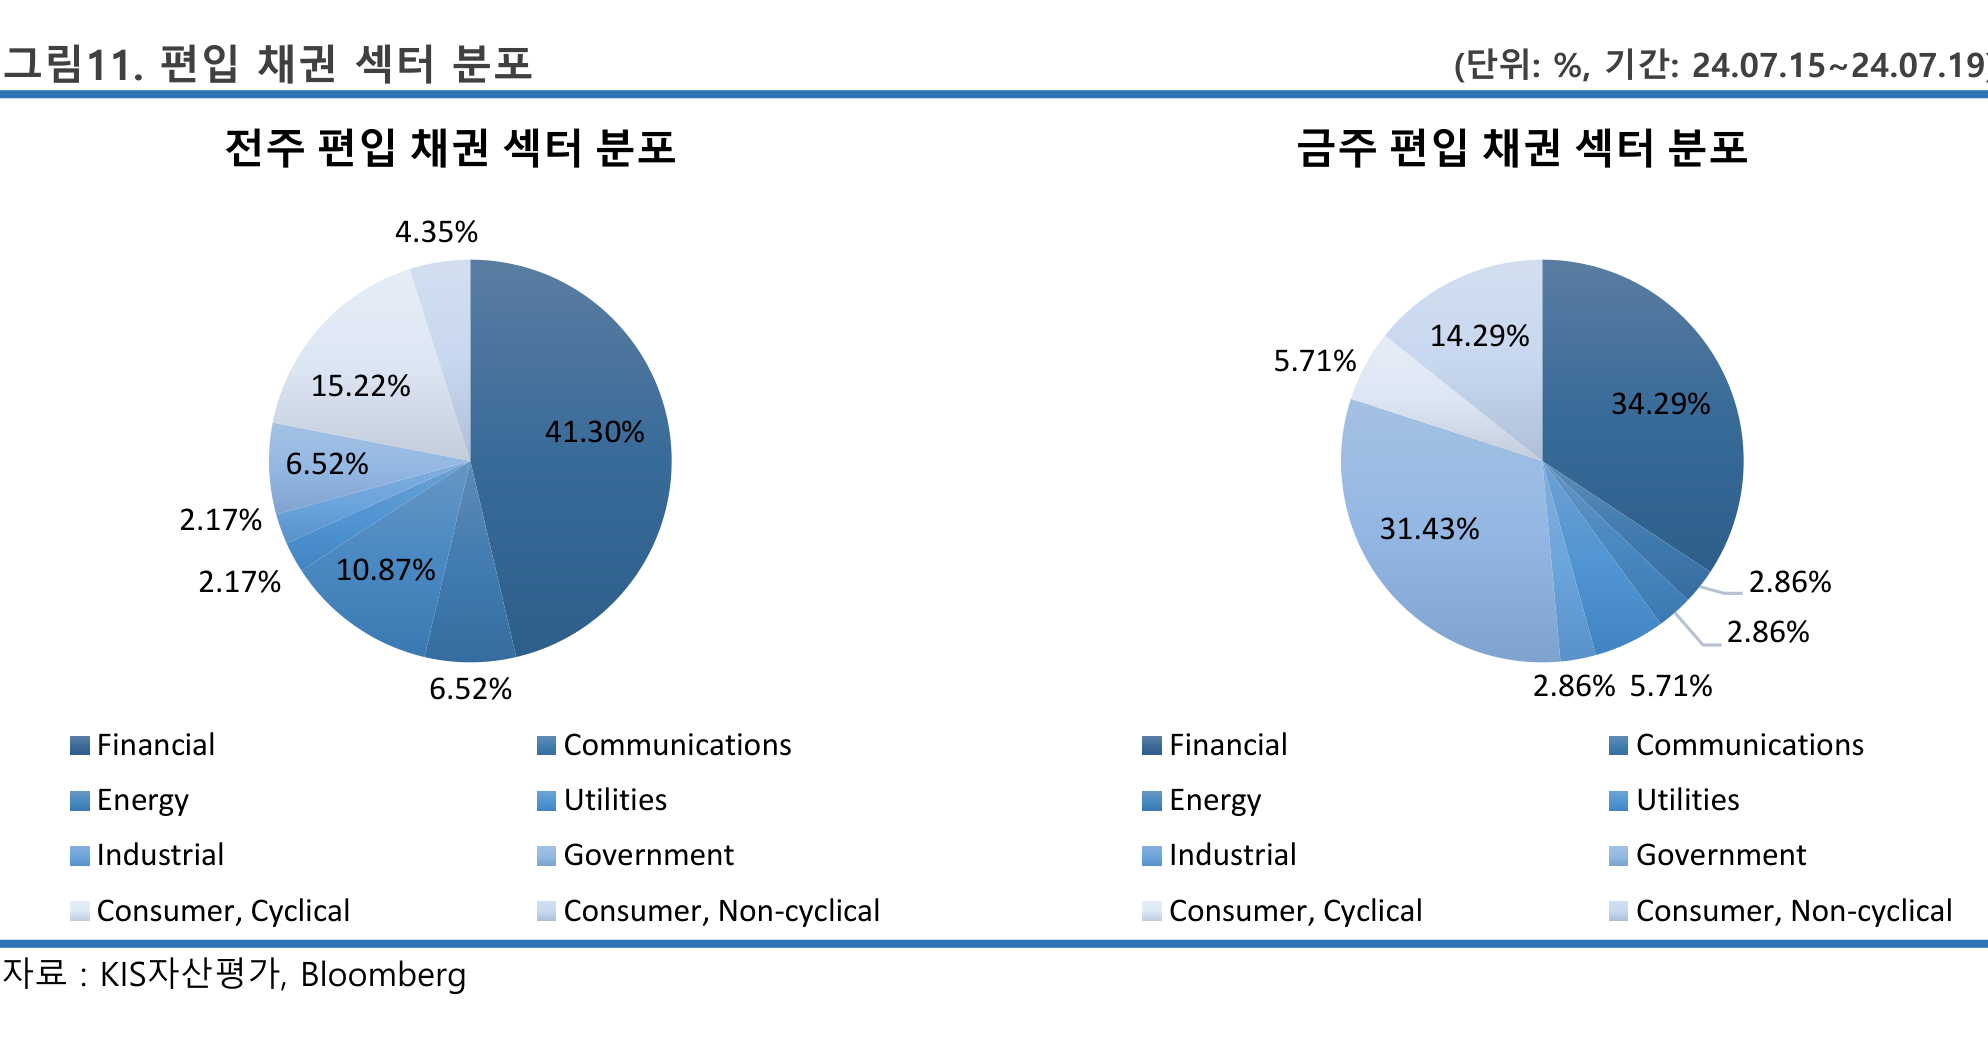 그림11. 편입 채권 섹터 분포
(단위: %, 기간: 24.07.15~24.07.19)
전주 편입 채권 섹터 분포
4.35%
15.22%
41.30%
6.52%
2.17%
2.17%
10.87%
6.52%
Financial
Communications
Energy
Utilities
Industrial
Government
Consumer, Cyclical
Consumer, Non-cyclical
금주 편입 채권 섹터 분포
14.29%
5.71%
34.29%
31.43%
2.86%
2.86%
2.86%
5.71%
Financial
Communications
Energy
Utilities
Industrial
Government
Consumer, Cyclical
Consumer, Non-cyclical
자료 : KIS자산평가, Bloomberg